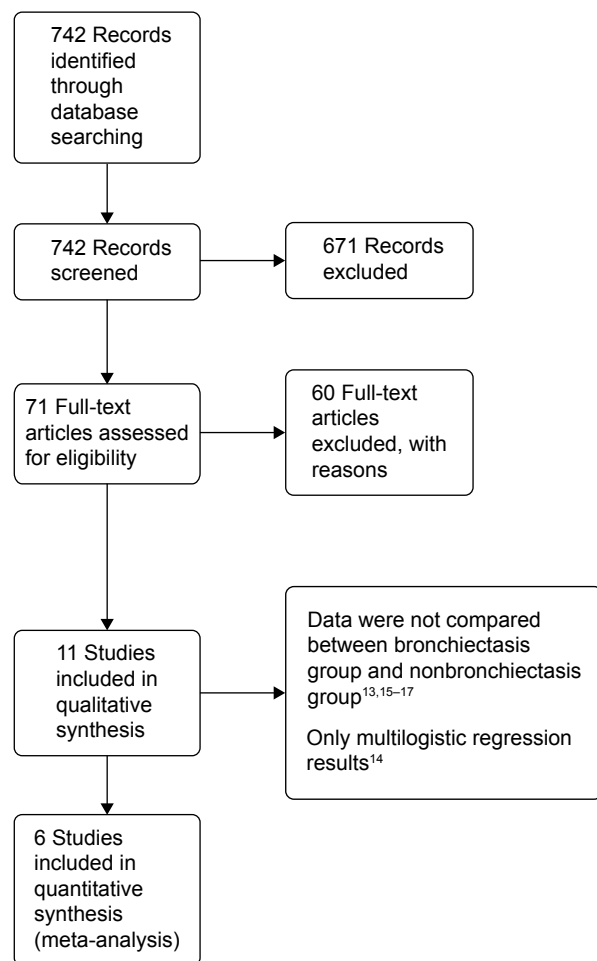 742 Records
identified
through
database
searching
742 Records
screened
671 Records
excluded
71 Full-text
articles assessed
for eligibility
60 Full-text
articles
excluded, with
reasons
11 Studies
included in
qualitative
synthesis
Data were not compared
between bronchiectasis
group and nonbronchiectasis
group13,15–17
Only multilogistic regression
results14
6 Studies
included in
quantitative
synthesis
(meta-analysis)